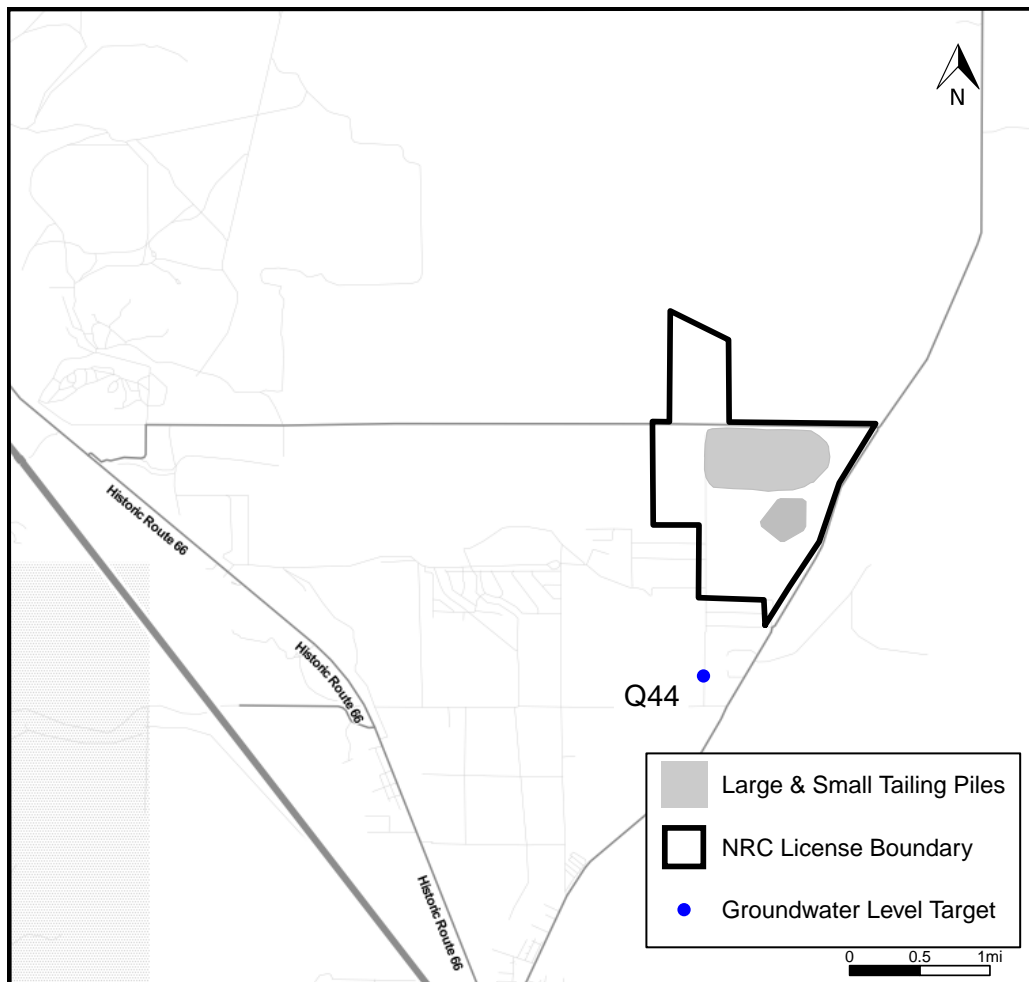 N
Historic Route 66
Historic Route 66
Q44
Historic Route 66
Large & Small Tailing Piles
NRC License Boundary
Groundwater Level Target
0 0.5 1mi